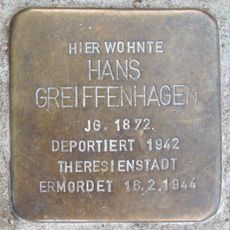 HIER WOHNTE
HANS
GREIFFENHAGEN
JG. 1872
DEPORTIERT 1942
THERESIENSTADT
ERMORDET 16.2.1944